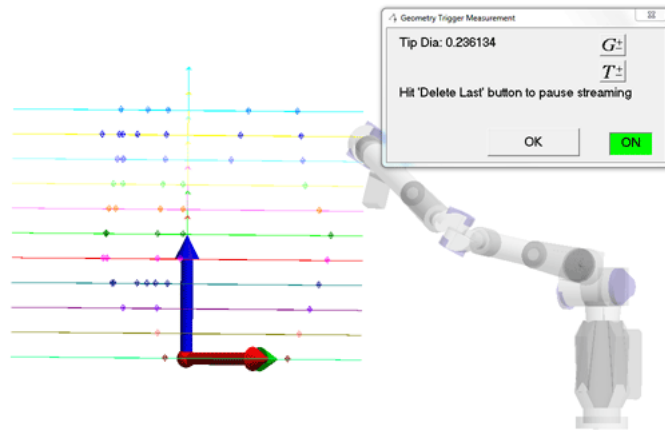 Geometry Trigger Measurement
Tip Dia: 0.236134
G±
T±
Hit 'Delete Last' button to pause streaming
OK
ON